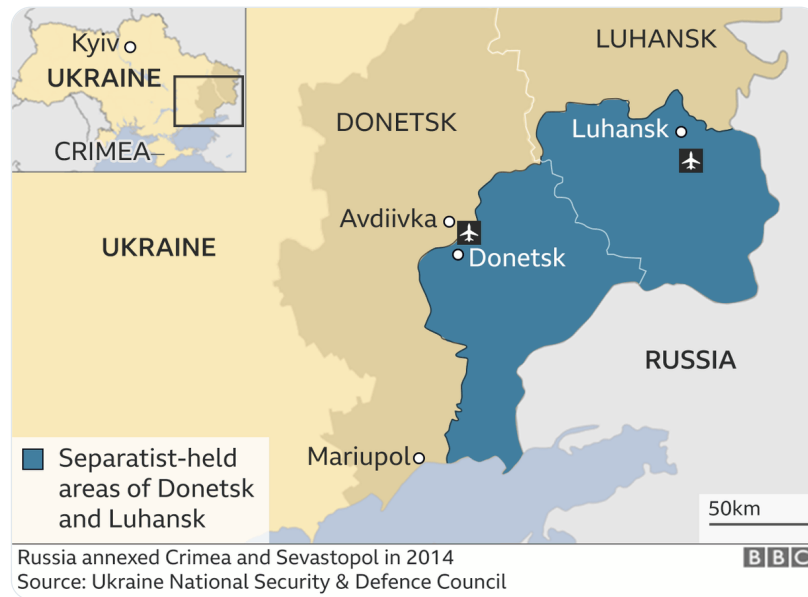 Kyiv
UKRAINE
CRIMEA
LUHANSK
DONETSK
Luhansk
Avdiivka
UKRAINE
Donetsk
RUSSIA
Mariupol
Separatist-held
areas of Donetsk
and Luhansk
50km
Russia annexed Crimea and Sevastopol in 2014
Source: Ukraine National Security & Defence Council
BBC